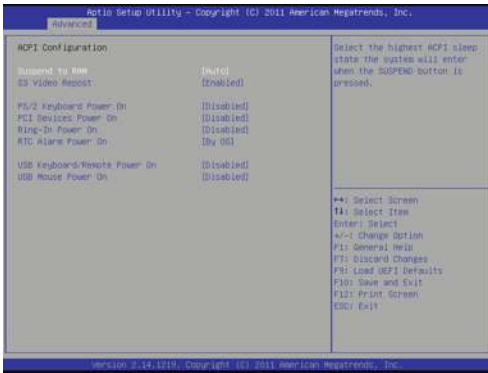 Aptio Setup Utility - Copyright (C) 2011 American Megatrends, Inc.
Advanced
ACPI Configuration
Suspend to RAM [Auto]
S3 Video Repost [Enabled]
PS/2 Keyboard Power On [Disabled]
PCI Devices Power On [Disabled]
Ring-In Power On [Disabled]
RTC Alarm Power On [By OS]
USB Keyboard/Remote Power On [Disabled]
USB Mouse Power On [Disabled]
Select the highest ACPI sleep
state the system will enter
when the SUSPEND button is
pressed.
→←: Select Screen
↑↓: Select Item
Enter: Select
+/-: Change Option
F1: General Help
F7: Discard Changes
F9: Load UEFI Defaults
F10: Save and Exit
F12: Print Screen
ESC: Exit
Version 2.14.1219. Copyright (C) 2011 American Megatrends, Inc.